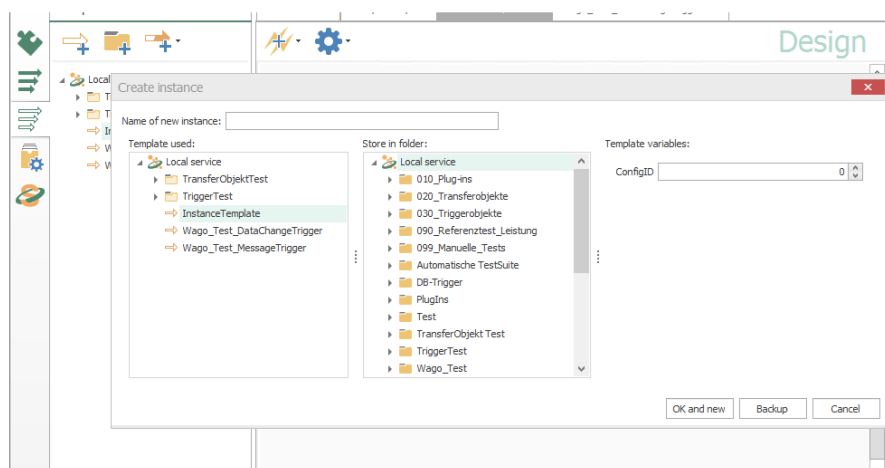 Design
Local
Create instance
Name of new instance:
Template used:
Local service
TransferObjektTest
TriggerTest
InstanceTemplate
Wago_Test_DataChangeTrigger
Wago_Test_MessageTrigger
Store in folder:
Local service
010_Plug-ins
020_Transferobjekte
030_Triggerobjekte
090_Referenztest_Leistung
099_Manuelle_Tests
Automatische TestSuite
DB-Trigger
PlugIns
Test
TransferObjekt Test
TriggerTest
Wago_Test
Template variables:
ConfigID 0
OK and new Backup Cancel